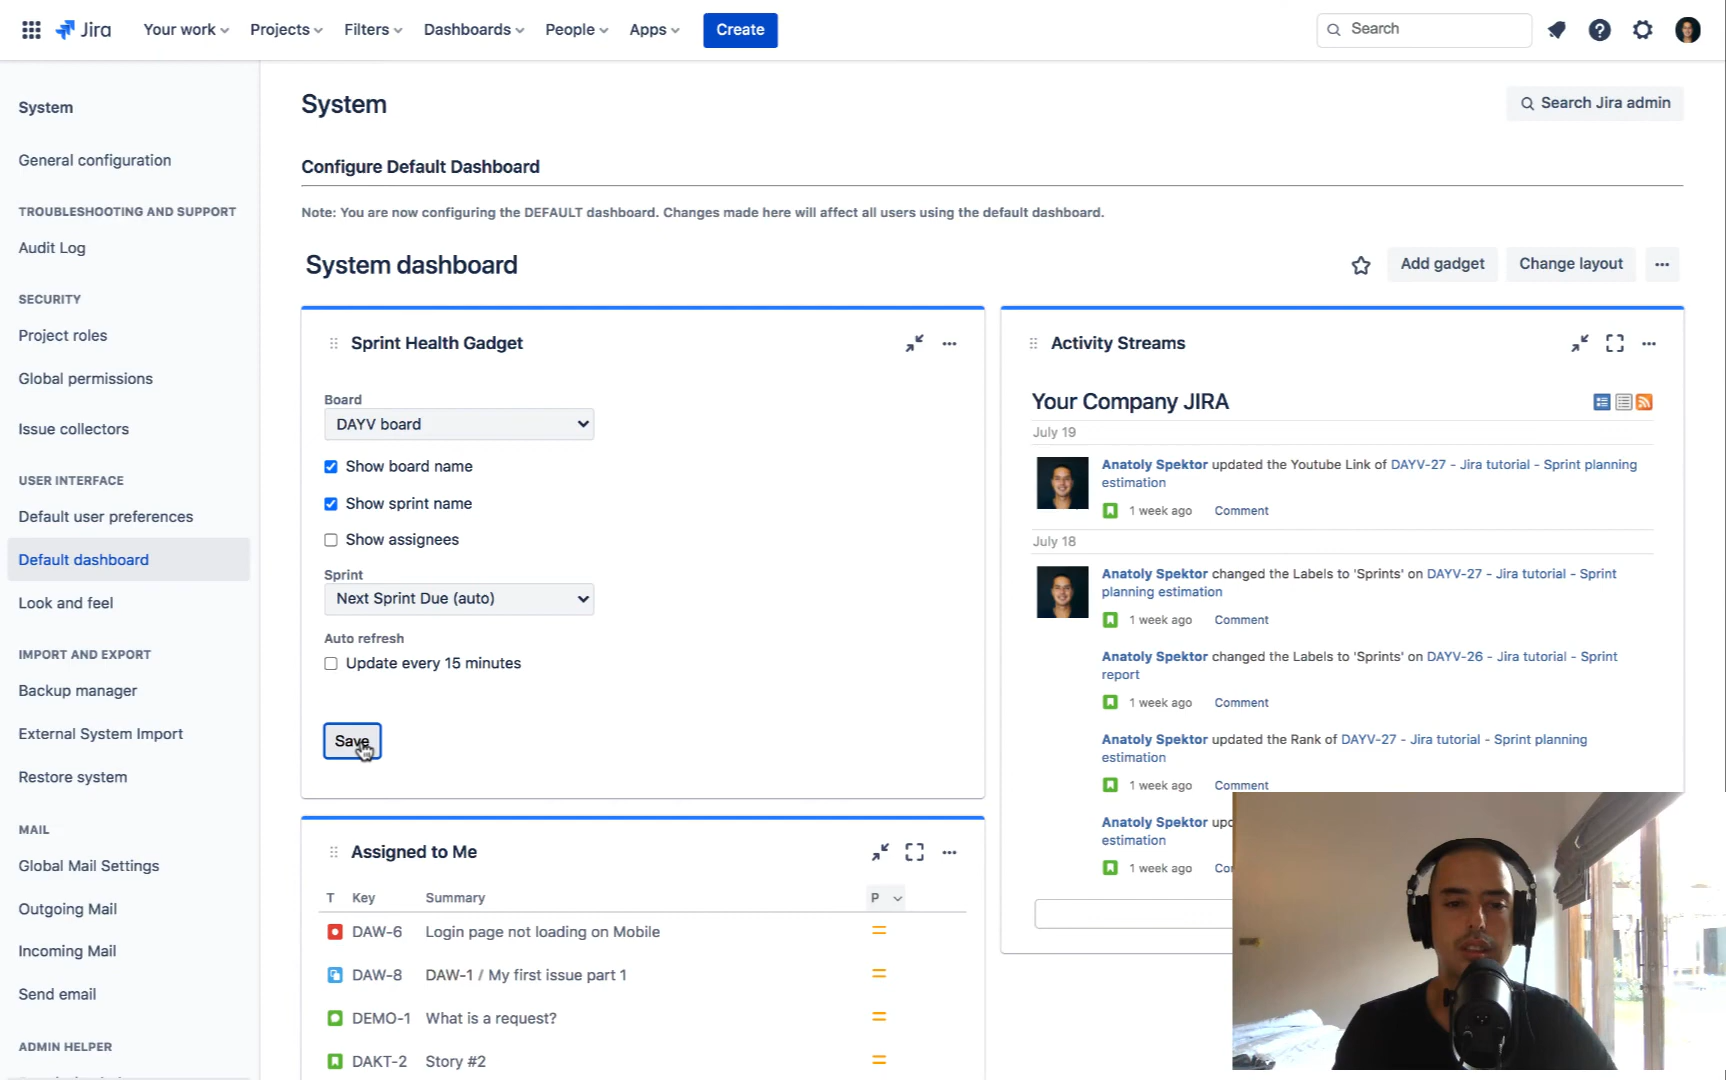 Jira
Your work
Projects
Filters
Dashboards
People
Apps
Create
Search
System
General configuration
TROUBLESHOOTING AND SUPPORT
Audit Log
SECURITY
Project roles
Global permissions
Issue collectors
USER INTERFACE
Default user preferences
Default dashboard
Look and feel
IMPORT AND EXPORT
Backup manager
External System Import
Restore system
MAIL
Global Mail Settings
Outgoing Mail
Incoming Mail
Send email
ADMIN HELPER
System
Search Jira admin
Configure Default Dashboard
Note: You are now configuring the DEFAULT dashboard. Changes made here will affect all users using the default dashboard.
System dashboard
Add gadget
Change layout
Sprint Health Gadget
Board
DAYV board
Show board name
Show sprint name
Show assignees
Sprint
Next Sprint Due (auto)
Auto refresh
Update every 15 minutes
Save
Assigned to Me
T Key Summary P
DAW-6 Login page not loading on Mobile
DAW-8 DAW-1 / My first issue part 1
DEMO-1 What is a request?
DAKT-2 Story #2
Activity Streams
Your Company JIRA
July 19
Anatoly Spektor updated the Youtube Link of DAYV-27 - Jira tutorial - Sprint planning
estimation
1 week ago Comment
July 18
Anatoly Spektor changed the Labels to 'Sprints' on DAYV-27 - Jira tutorial - Sprint
planning estimation
1 week ago Comment
Anatoly Spektor changed the Labels to 'Sprints' on DAYV-26 - Jira tutorial - Sprint
report
1 week ago Comment
Anatoly Spektor updated the Rank of DAYV-27 - Jira tutorial - Sprint planning
estimation
1 week ago Comment
Anatoly Spektor
estimation
1 week ago